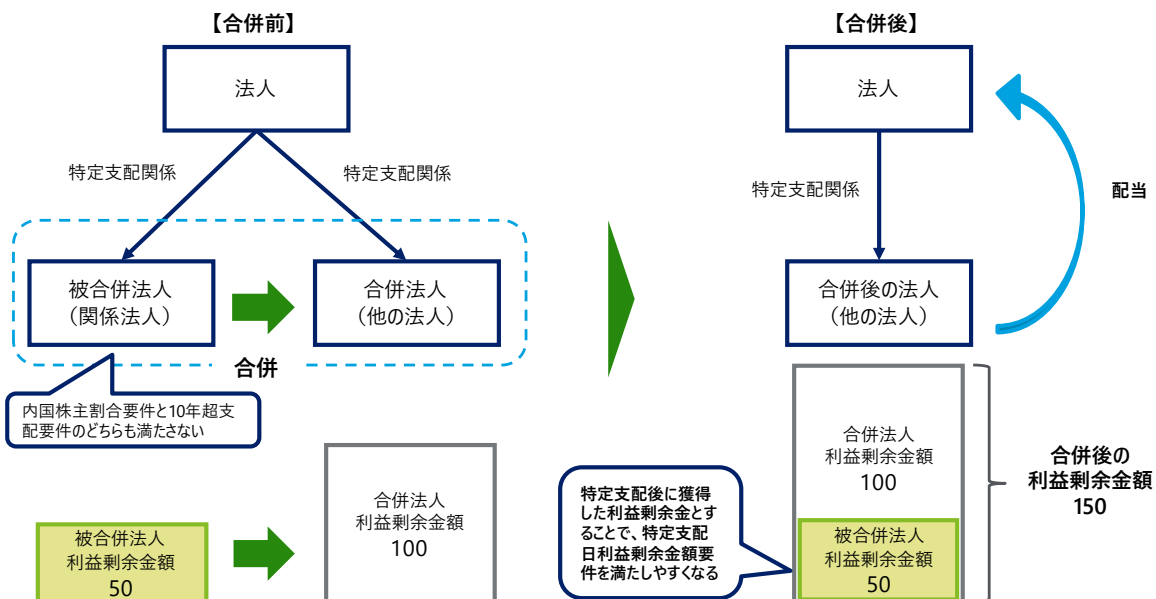 【合併前】
法人
特定支配関係
特定支配関係
被合併法人
（関係法人）
合併法人
（他の法人）
合併
内国株主割合要件と10年超支
配要件のどちらも満たさない
被合併法人
利益剰余金額
50
合併法人
利益剰余金額
100
【合併後】
法人
特定支配関係
配当
合併後の法人
（他の法人）
合併法人
利益剰余金額
100
被合併法人
利益剰余金額
50
特定支配後に獲得
した利益剰余金とす
ることで、特定支配
日利益剰余金額要
件を満たしやすくなる
合併後の
利益剰余金額
150